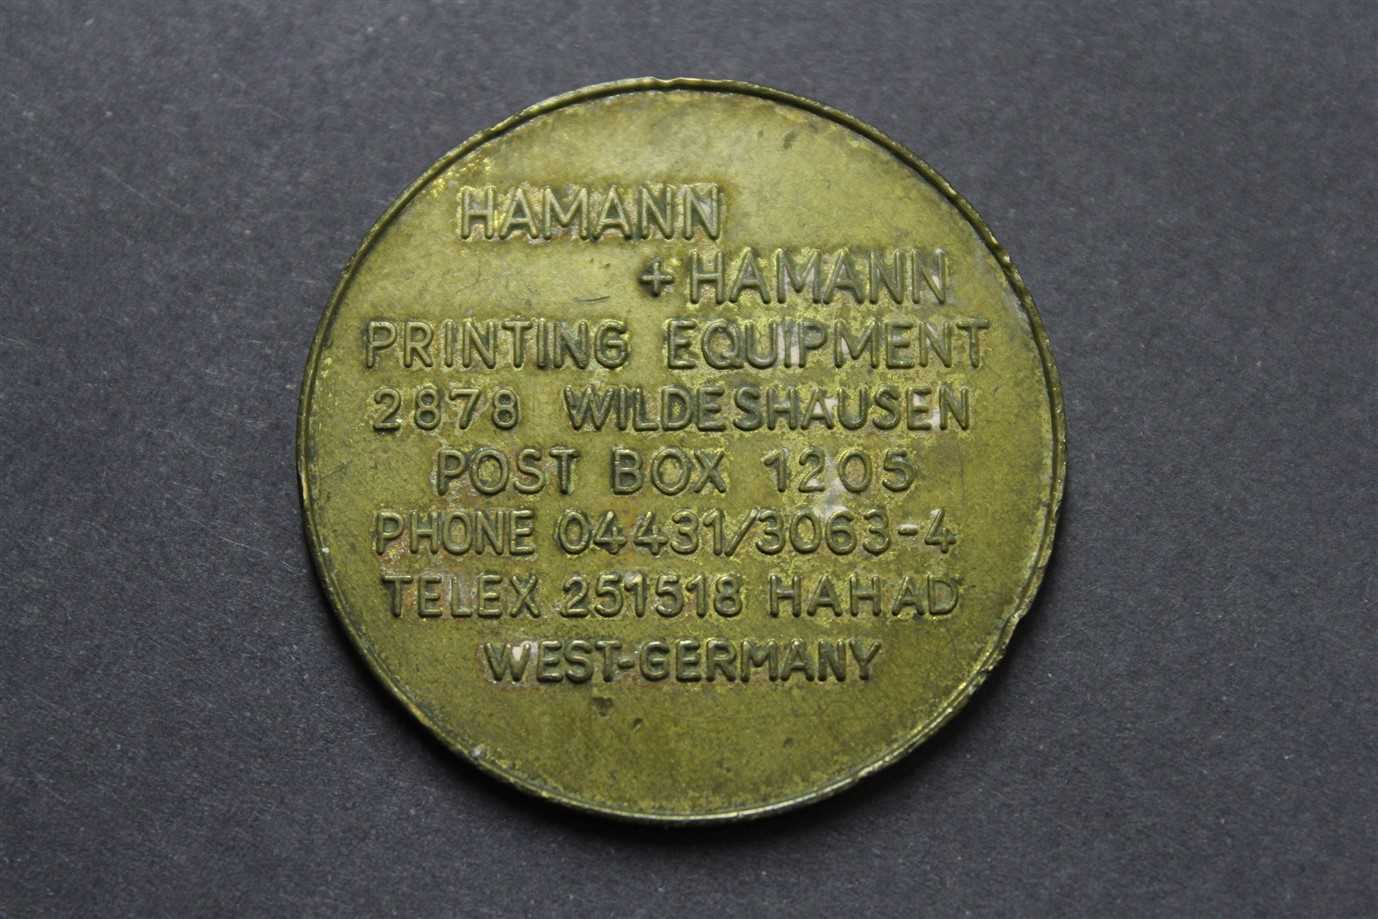 HAMANN
+ HAMANN
PRINTING EQUIPMENT
2878 WILDESHAUSEN
POST BOX 1205
PHONE 04431/3063-4
TELEX 251518 HAHAD
WEST-GERMANY